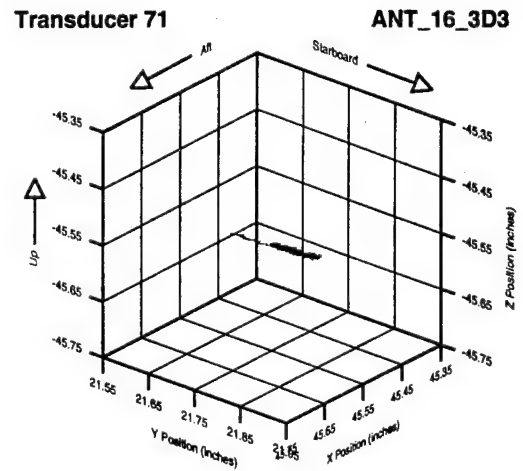 Transducer 71
ANT_16_3D3
Aft
Starboard
-45.35
-45.45
-45.55
-45.65
-45.75
Up
-45.35
-45.45
-45.55
-45.65
-45.75
Z Position (inches)
21.55
21.65
21.75
21.85
Y Position (inches)
45.65
45.55
45.45
45.35
X Position (inches)